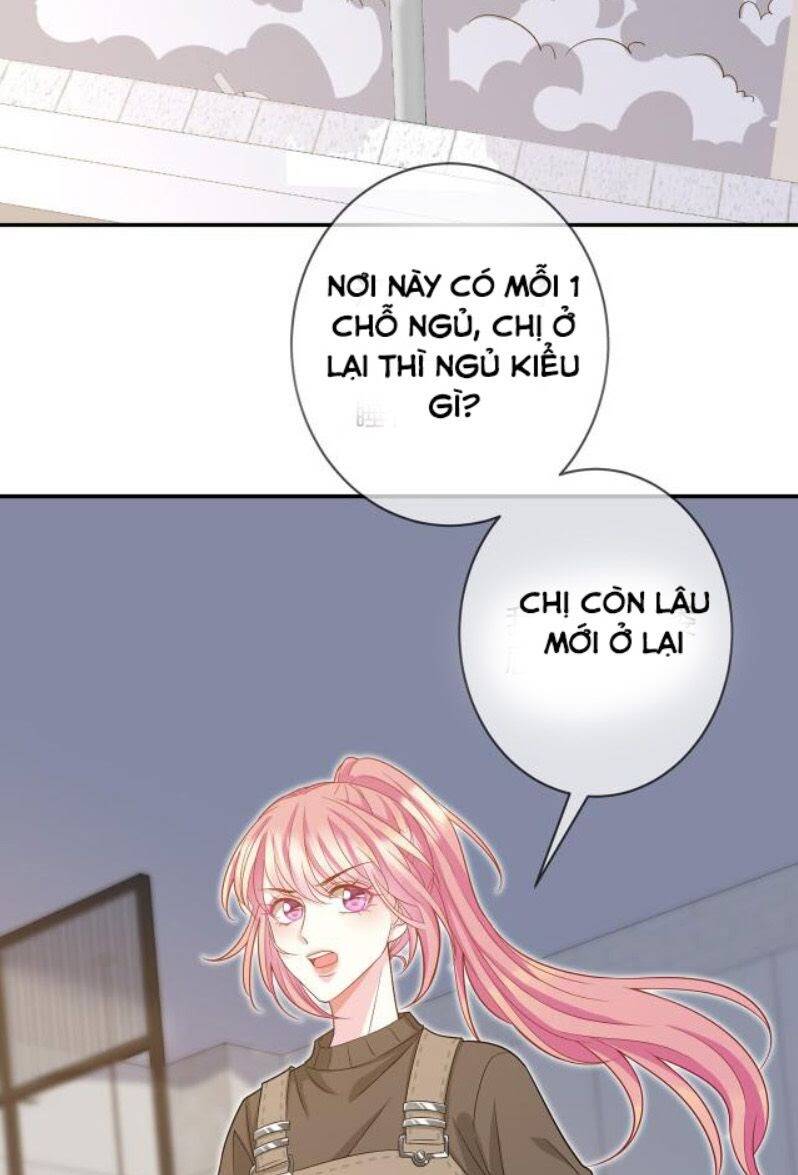 NƠI NÀY CÓ MỖI 1
CHỖ NGỦ, CHỊ Ở
LẠI THÌ NGỦ KIỂU
GÌ?
CHỊ CÒN LÂU
MỚI Ở LẠI